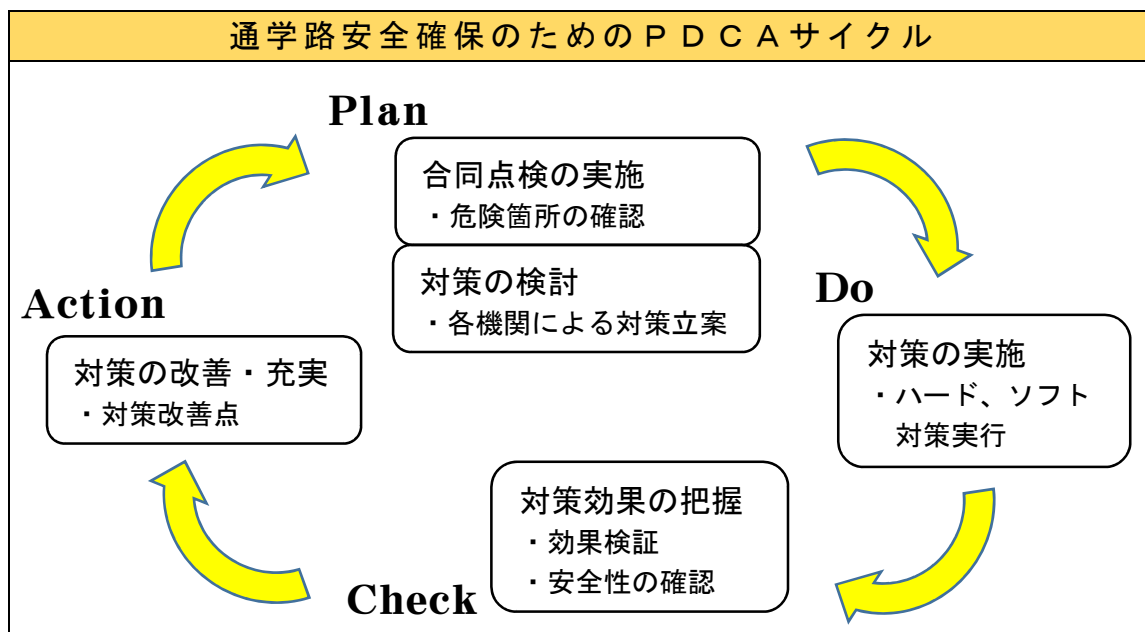 通学路安全確保のためのＰＤＣＡサイクル
Plan
合同点検の実施
・危険箇所の確認
対策の検討
・各機関による対策立案
Do
対策の実施
・ハード、ソフト
対策実行
Check
対策効果の把握
・効果検証
・安全性の確認
Action
対策の改善・充実
・対策改善点